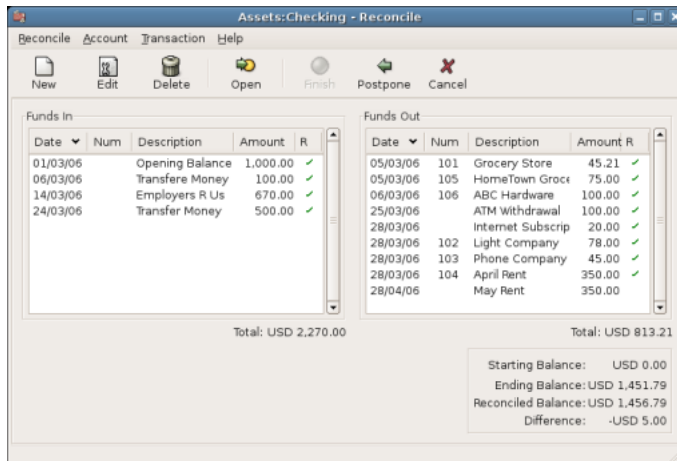 Assets:Checking - Reconcile
Reconcile Account Transaction Help
New Edit Delete Open Finish Postpone Cancel
Funds In
Date Num Description Amount R
01/03/06 Opening Balance 1,000.00
06/03/06 Transfere Money 100.00
14/03/06 Employers R Us 670.00
24/03/06 Transfer Money 500.00
Total: USD 2,270.00
Funds Out
Date Num Description Amount R
05/03/06 101 Grocery Store 45.21
05/03/06 105 HomeTown Groce 75.00
06/03/06 106 ABC Hardware 100.00
25/03/06 ATM Withdrawal 100.00
28/03/06 Internet Subscrip 20.00
28/03/06 102 Light Company 78.00
28/03/06 103 Phone Company 45.00
28/03/06 104 April Rent 350.00
28/04/06 May Rent 350.00
Total: USD 813.21
Starting Balance: USD 0.00
Ending Balance: USD 1,451.79
Reconciled Balance: USD 1,456.79
Difference: -USD 5.00